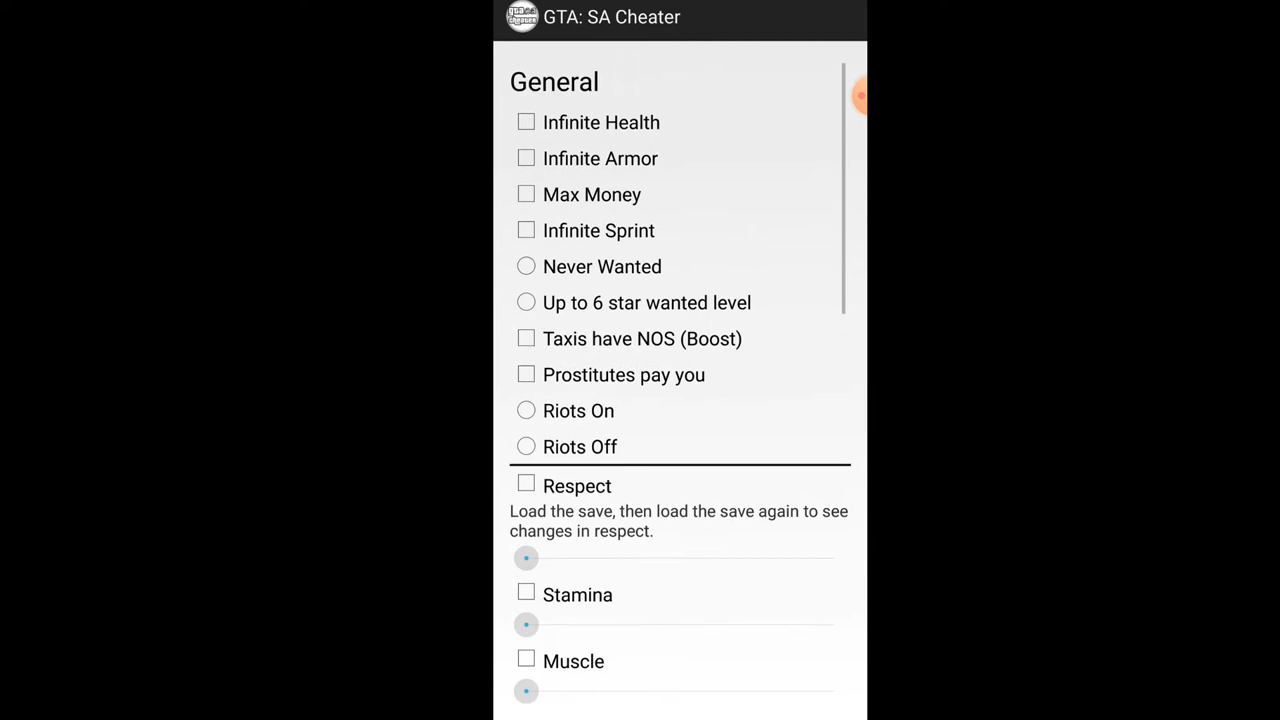 GTA: SA Cheater
General
Infinite Health
Infinite Armor
Max Money
Infinite Sprint
Never Wanted
Up to 6 star wanted level
Taxis have NOS (Boost)
Prostitutes pay you
Riots On
Riots Off
Respect
Load the save, then load the save again to see
changes in respect.
Stamina
Muscle